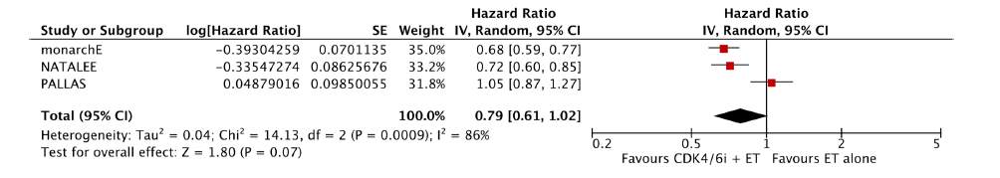 Hazard Ratio Hazard Ratio
Study or Subgroup log[Hazard Ratio] SE Weight IV, Random, 95% CI IV, Random, 95% CI
monarchE -0.39304259 0.0701135 35.0% 0.68 [0.59, 0.77]
NATALEE -0.33547274 0.08625676 33.2% 0.72 [0.60, 0.85]
PALLAS 0.04879016 0.09850055 31.8% 1.05 [0.87, 1.27]
Total (95% CI) 100.0% 0.79 [0.61, 1.02]
Heterogeneity: Tau² = 0.04; Chi² = 14.13, df = 2 (P = 0.0009); I² = 86%
Test for overall effect: Z = 1.80 (P = 0.07)
0.2 0.5 1 2 5
Favours CDK4/6i + ET Favours ET alone